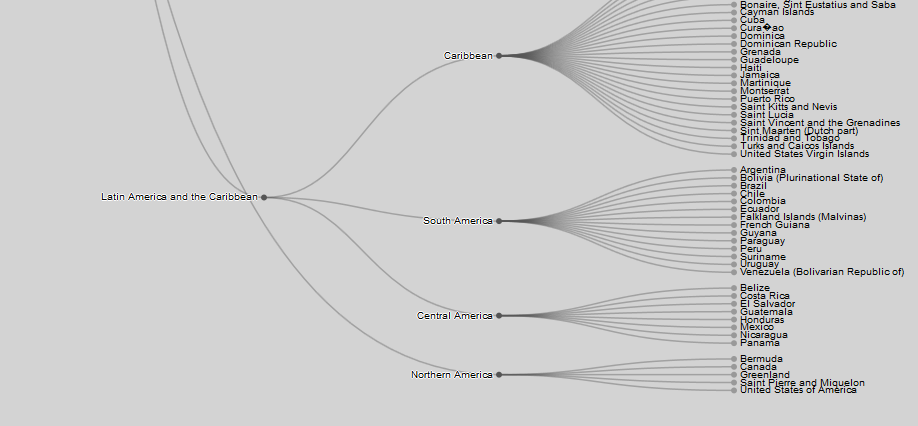 Bonaire, Sint Eustatius and Saba
Cayman Islands
Cuba
Cura�ao
Dominica
Dominican Republic
Grenada
Guadeloupe
Haiti
Jamaica
Martinique
Montserrat
Puerto Rico
Saint Kitts and Nevis
Saint Lucia
Saint Vincent and the Grenadines
Sint Maarten (Dutch part)
Trinidad and Tobago
Turks and Caicos Islands
United States Virgin Islands
Caribbean
Latin America and the Caribbean
South America
Argentina
Bolivia (Plurinational State of)
Brazil
Chile
Colombia
Ecuador
Falkland Islands (Malvinas)
French Guiana
Guyana
Paraguay
Peru
Suriname
Uruguay
Venezuela (Bolivarian Republic of)
Central America
Belize
Costa Rica
El Salvador
Guatemala
Honduras
Mexico
Nicaragua
Panama
Northern America
Bermuda
Canada
Greenland
Saint Pierre and Miquelon
United States of America